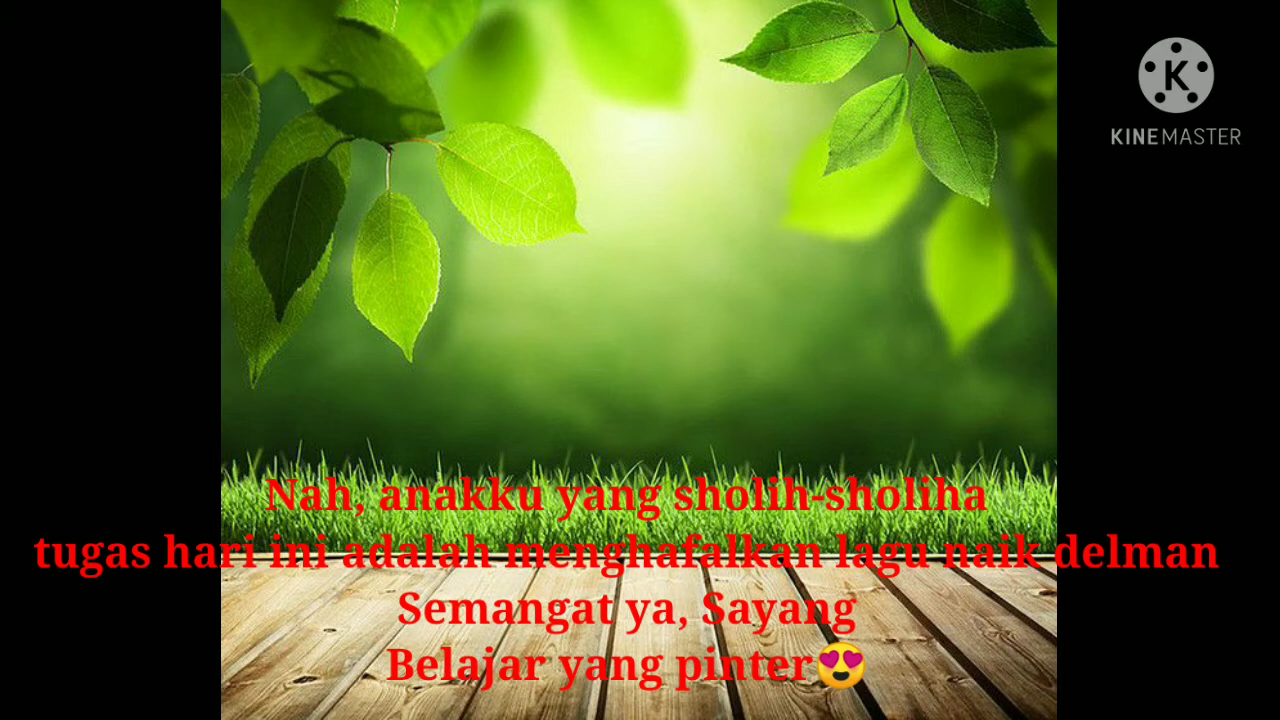 K
KINEMASTER
Nah, anakku yang sholih-sholiha
tugas hari ini adalah menghafalkan lagu naik delman
Semangat ya, Sayang
Belajar yang pinter😍